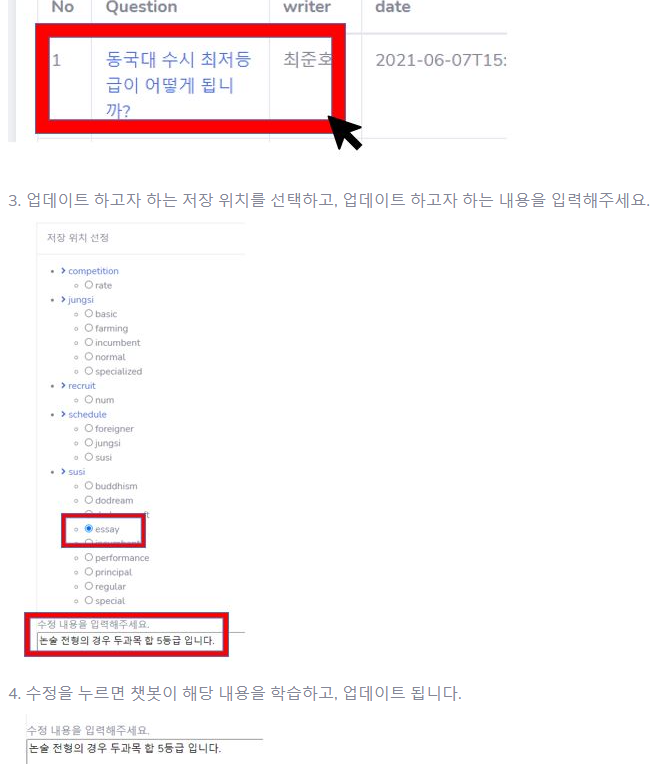 No Question writer date
1 동국대 수시 최저등 최준호 2021-06-07T15:
급이 어떻게 됩니
까?
3. 업데이트 하고자 하는 저장 위치를 선택하고, 업데이트 하고자 하는 내용을 입력해주세요.
저장 위치 선정
competition
rate
jungsi
basic
farming
incumbent
normal
specialized
recruit
num
schedule
foreigner
jungsi
susi
susi
buddhism
dodream
essay
performance
principal
regular
special
수정 내용을 입력해주세요.
논술 전형의 경우 두과목 합 5등급 입니다.
4. 수정을 누르면 챗봇이 해당 내용을 학습하고, 업데이트 됩니다.
수정 내용을 입력해주세요.
논술 전형의 경우 두과목 합 5등급 입니다.